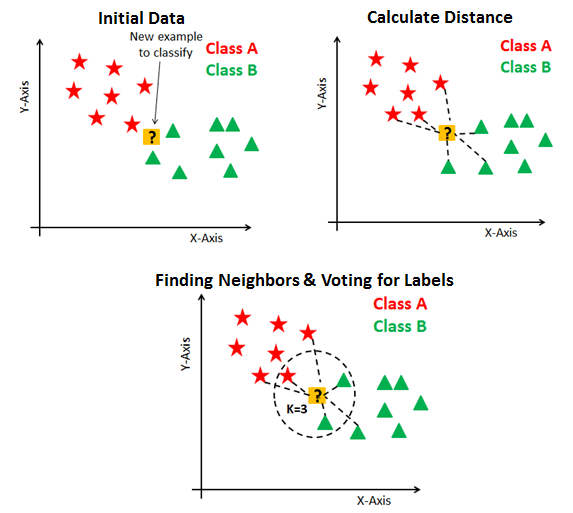 Initial Data
New example
to classify
Class A
Class B
?
Y-Axis
X-Axis
Calculate Distance
Class A
Class B
?
Y-Axis
X-Axis
Finding Neighbors & Voting for Labels
Class A
Class B
?
K=3
Y-Axis
X-Axis